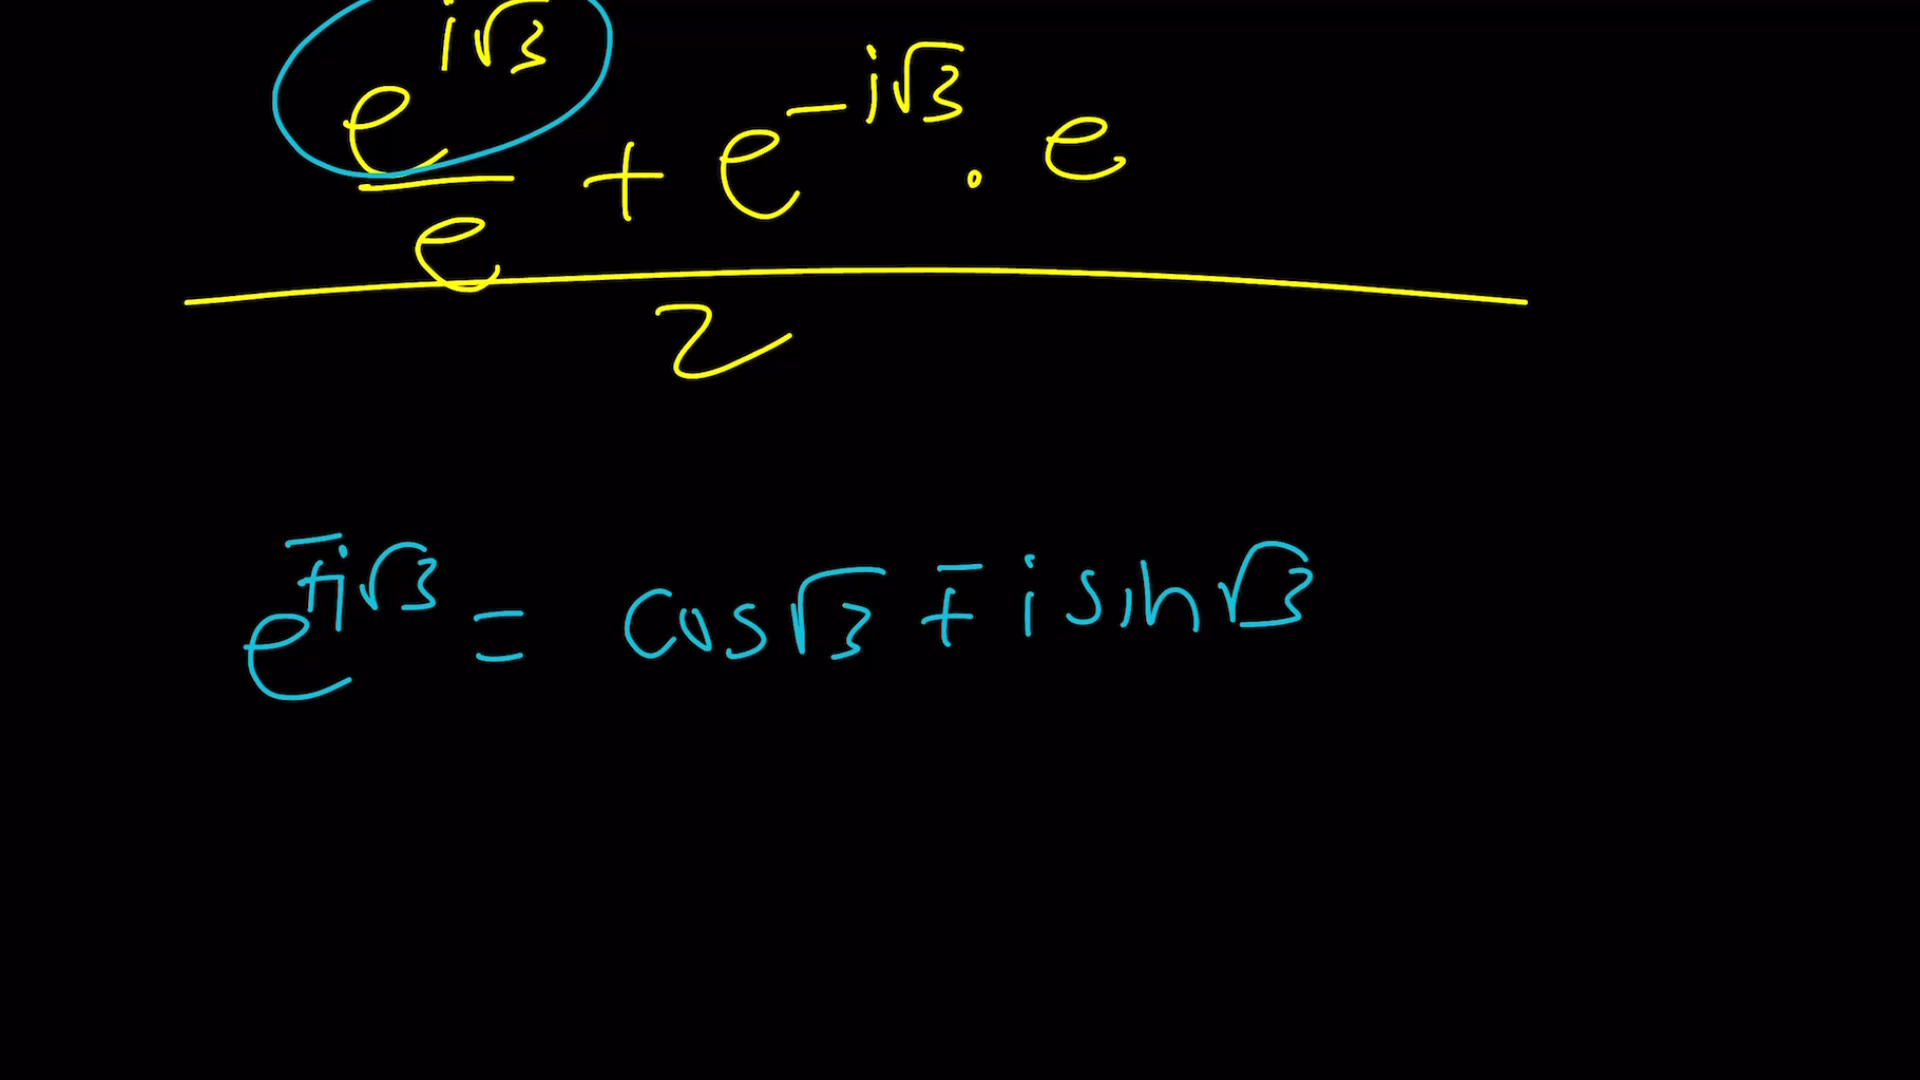 e^{i√3}/e + e^{-i√3} · e
2
e^{∓i√3} = cos√3 ∓ i sin√3